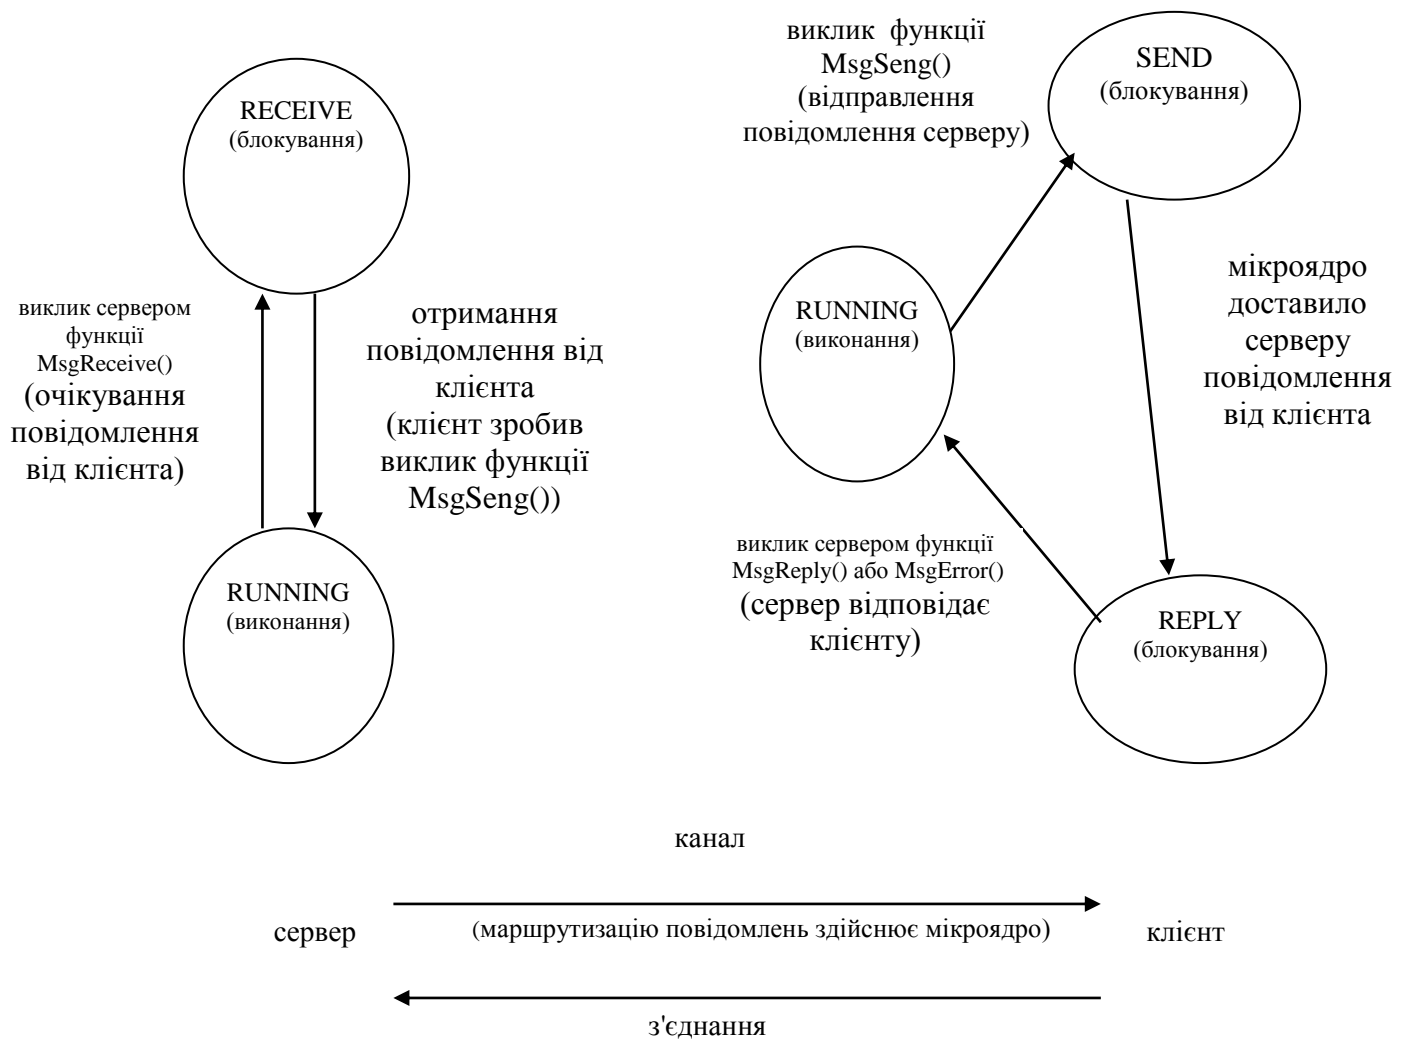 RECEIVE
(блокування)
виклик сервером
функції
MsgReceive()
(очікування
повідомлення
від клієнта)
отримання
повідомлення від
клієнта
(клієнт зробив
виклик функції
MsgSeng())
RUNNING
(виконання)
виклик функції
MsgSeng()
(відправлення
повідомлення серверу)
SEND
(блокування)
RUNNING
(виконання)
мікроядро
доставило
серверу
повідомлення
від клієнта
виклик сервером функції
MsgReply() або MsgError()
(сервер відповідає
клієнту)
REPLY
(блокування)
канал
сервер
(маршрутизацію повідомлень здійснює мікроядро)
клієнт
з'єднання